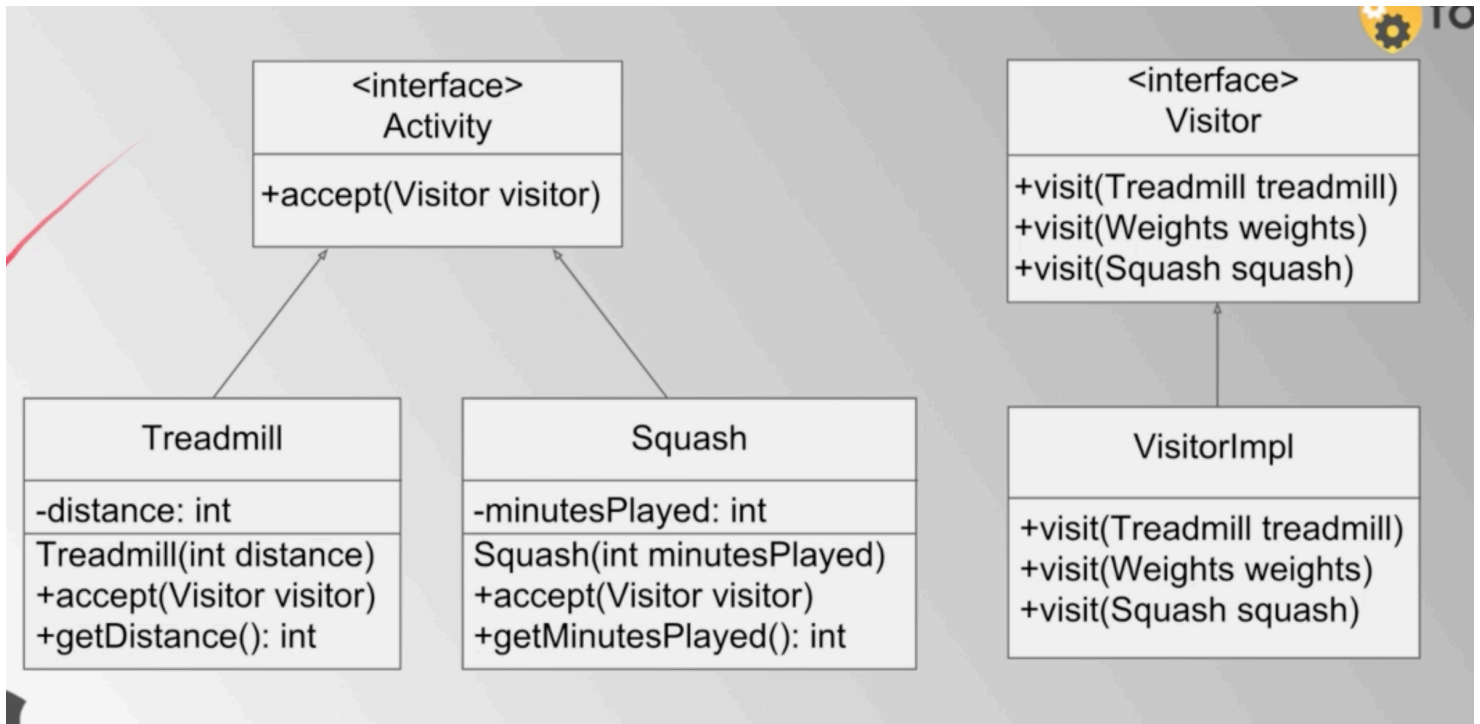 <interface>
Activity
+accept(Visitor visitor)
<interface>
Visitor
+visit(Treadmill treadmill)
+visit(Weights weights)
+visit(Squash squash)
Treadmill
-distance: int
Treadmill(int distance)
+accept(Visitor visitor)
+getDistance(): int
Squash
-minutesPlayed: int
Squash(int minutesPlayed)
+accept(Visitor visitor)
+getMinutesPlayed(): int
VisitorImpl
+visit(Treadmill treadmill)
+visit(Weights weights)
+visit(Squash squash)